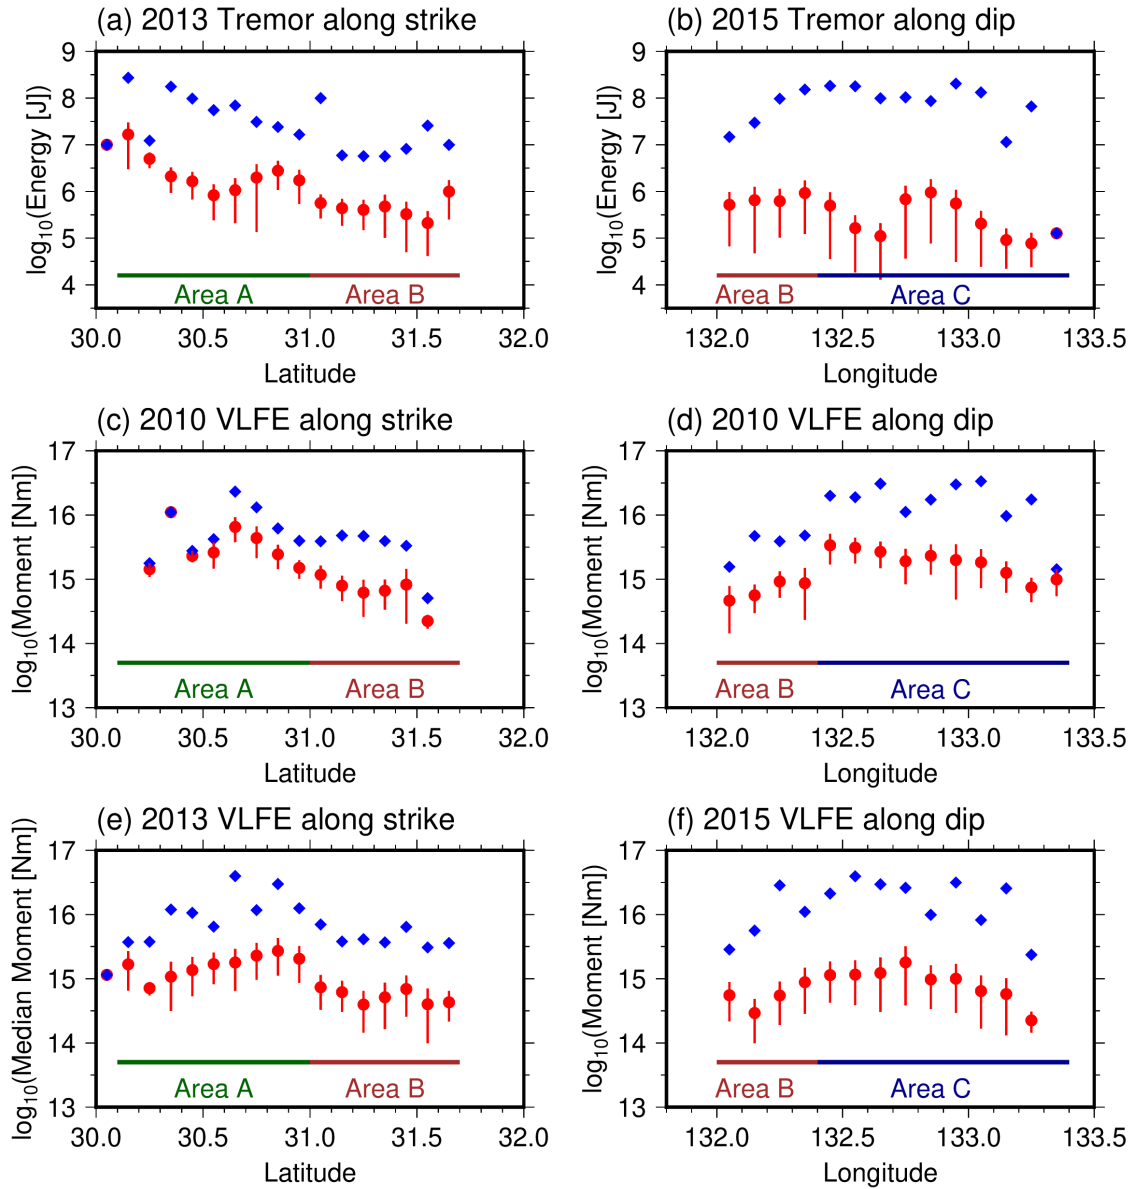 (a) 2013 Tremor along strike
log10(Energy [J])
9
8
7
6
5
4
Area A
Area B
30.0
30.5
31.0
31.5
32.0
Latitude
(b) 2015 Tremor along dip
log10(Energy [J])
9
8
7
6
5
4
Area B
Area C
132.0
132.5
133.0
133.5
Longitude
(c) 2010 VLFE along strike
log10(Moment [Nm])
17
16
15
14
13
Area A
Area B
30.0
30.5
31.0
31.5
32.0
Latitude
(d) 2010 VLFE along dip
log10(Moment [Nm])
17
16
15
14
13
Area B
Area C
132.0
132.5
133.0
133.5
Longitude
(e) 2013 VLFE along strike
log10(Median Moment [Nm])
17
16
15
14
13
Area A
Area B
30.0
30.5
31.0
31.5
32.0
Latitude
(f) 2015 VLFE along dip
log10(Moment [Nm])
17
16
15
14
13
Area B
Area C
132.0
132.5
133.0
133.5
Longitude